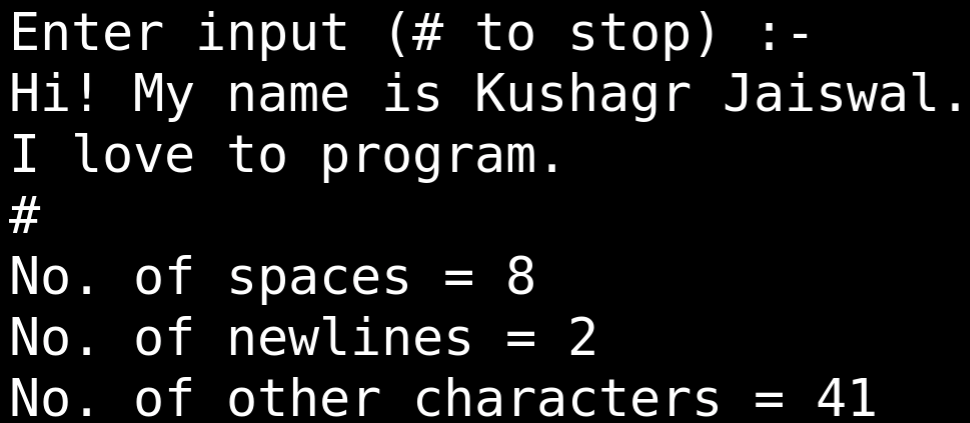 Enter input (# to stop) :-
Hi! My name is Kushagr Jaiswal.
I love to program.
#
No. of spaces = 8
No. of newlines = 2
No. of other characters = 41